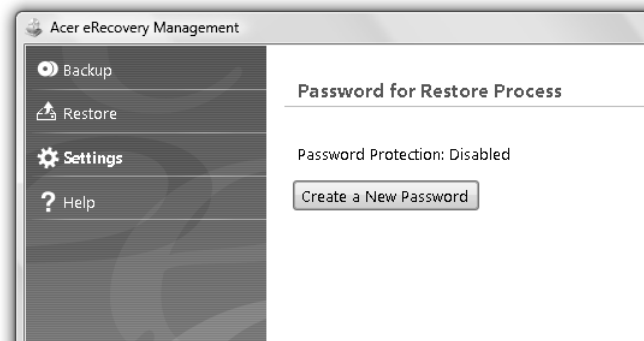 Acer eRecovery Management
Backup
Restore
Settings
Help
Password for Restore Process
Password Protection: Disabled
Create a New Password